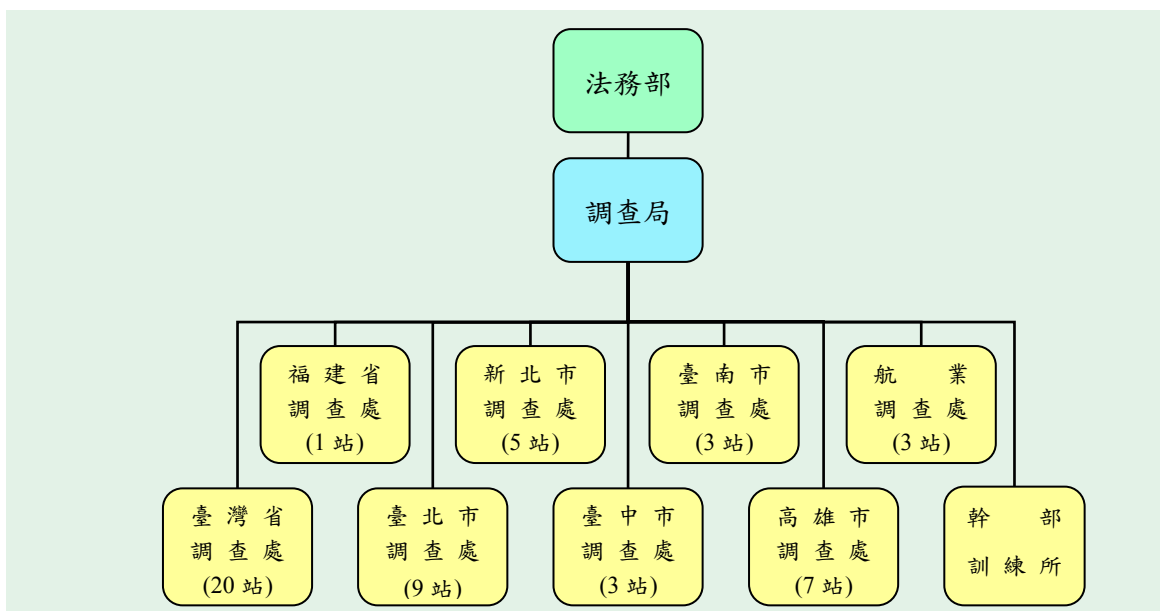 法務部
調查局
福建省
調查處
(1 站)
新北市
調查處
(5 站)
臺南市
調查處
(3 站)
航業
調查處
(3 站)
臺灣省
調查處
(20 站)
臺北市
調查處
(9 站)
臺中市
調查處
(3 站)
高雄市
調查處
(7 站)
幹部
訓練所